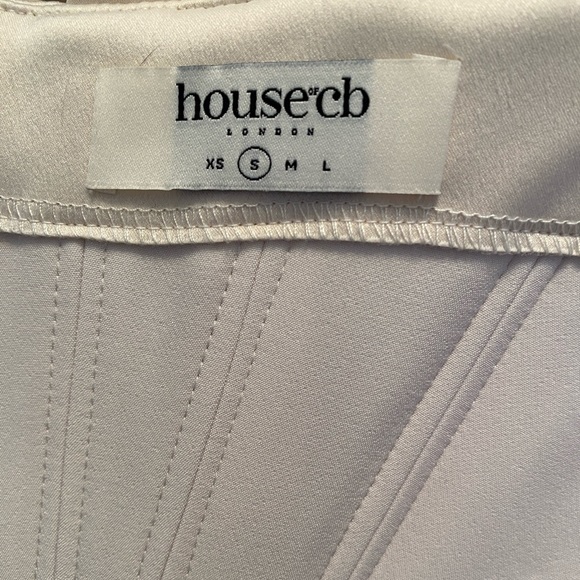 house OF cb
LONDON
XS S M L